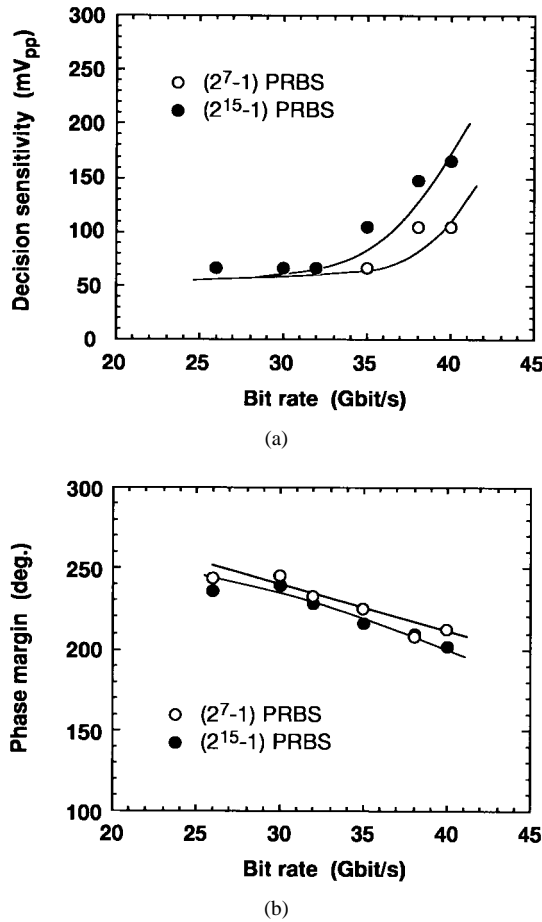 300
250
200
150
100
50
0
Decision sensitivity (mVpp)
○ (2⁷-1) PRBS
● (2¹⁵-1) PRBS
20 25 30 35 40 45
Bit rate (Gbit/s)
(a)
300
250
200
150
100
Phase margin (deg.)
○ (2⁷-1) PRBS
● (2¹⁵-1) PRBS
20 25 30 35 40 45
Bit rate (Gbit/s)
(b)